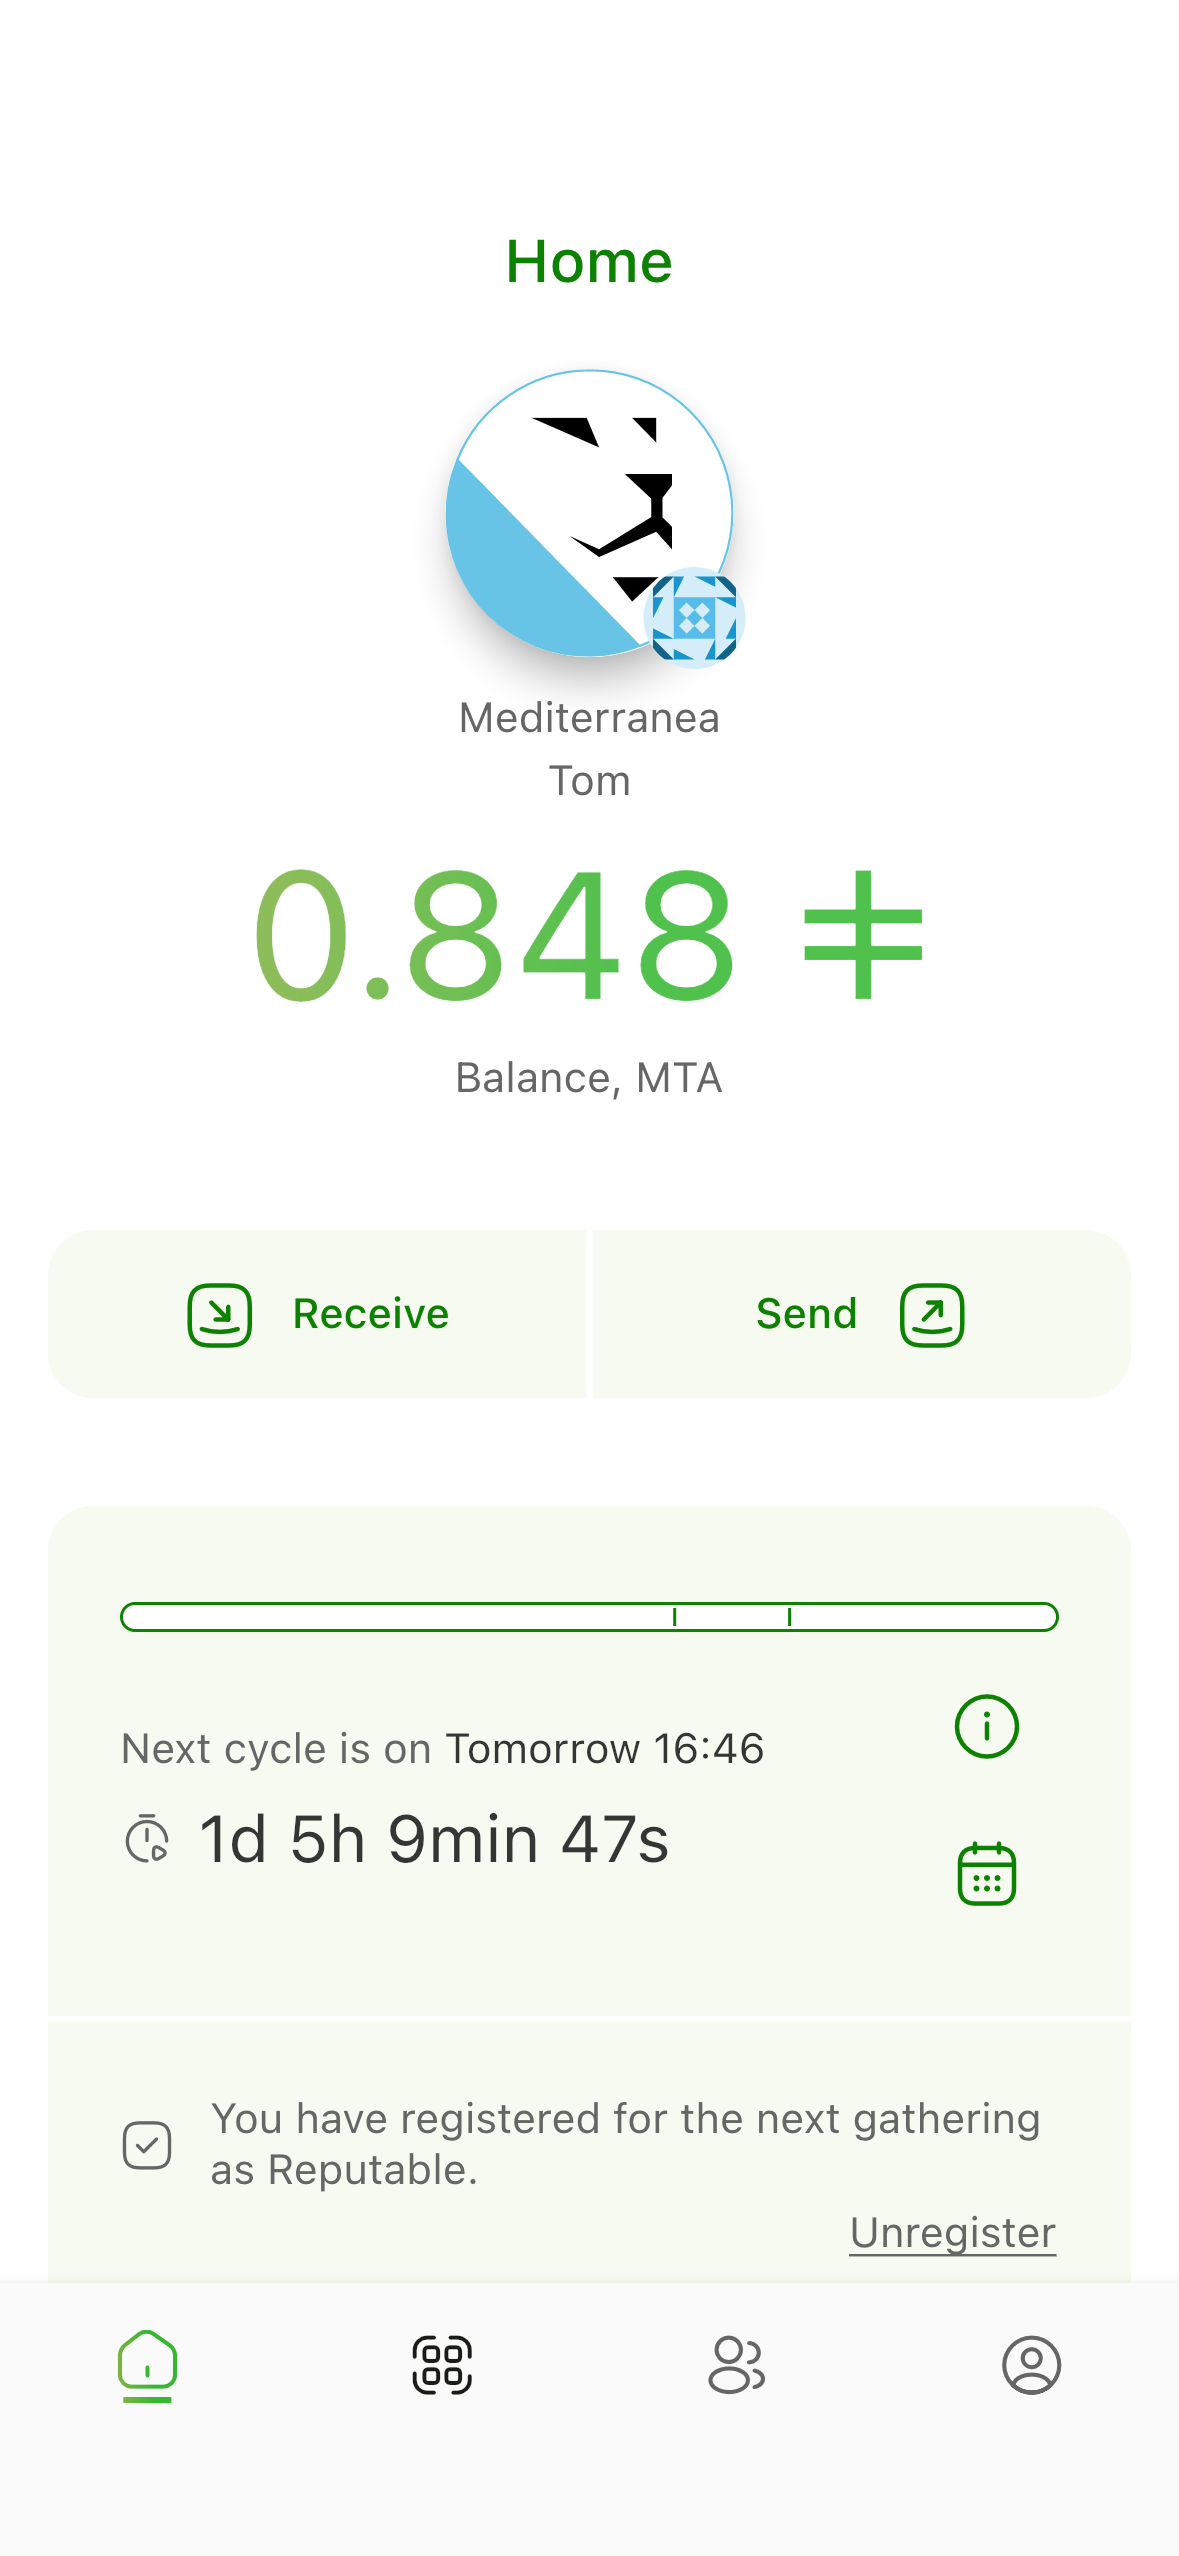 Home
Mediterranea
Tom
0.848 ⧧
Balance, MTA
Receive
Send
Next cycle is on Tomorrow 16:46
1d 5h 9min 47s
You have registered for the next gathering
as Reputable.
Unregister